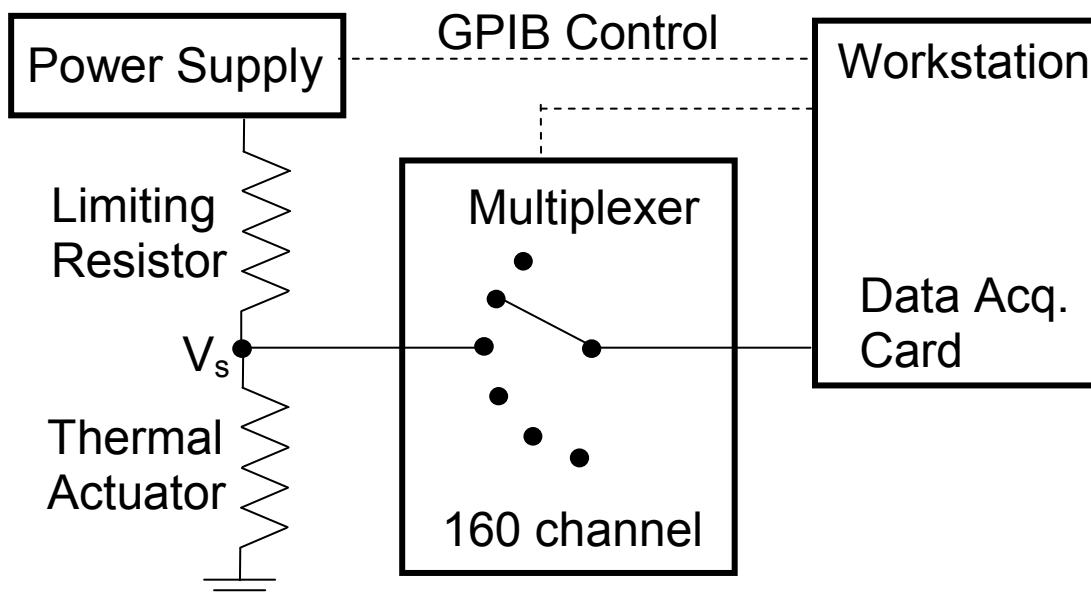 GPIB Control
Power Supply
Workstation
Limiting
Resistor
Multiplexer
Data Acq.
Card
Vₛ
Thermal
Actuator
160 channel